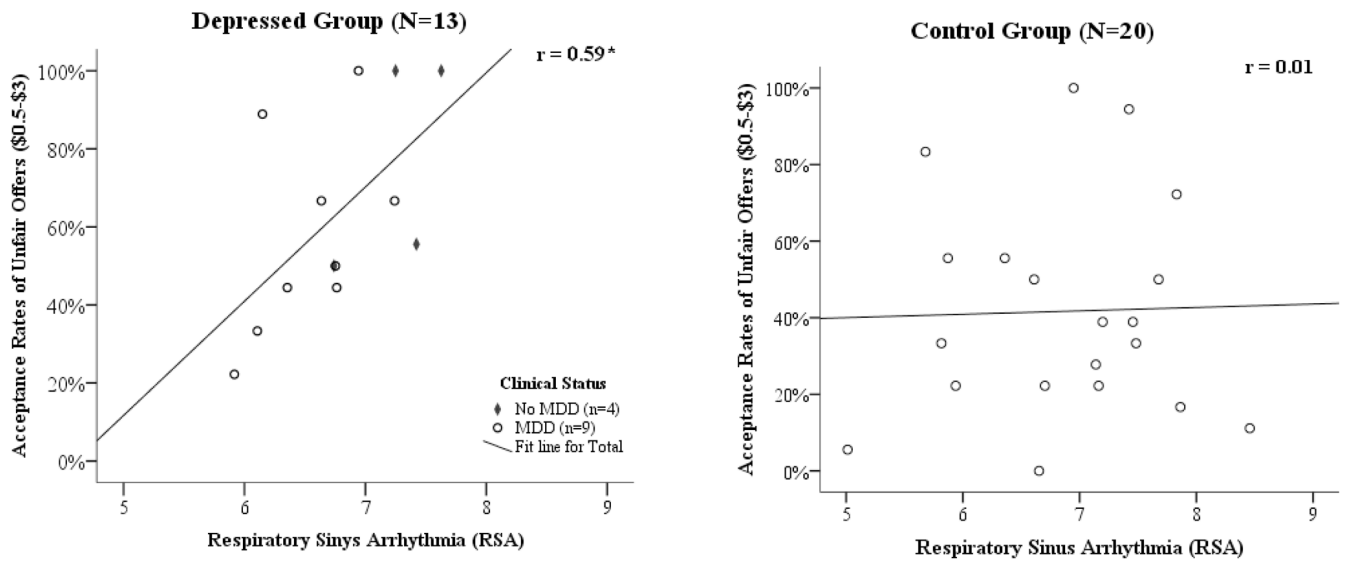 Depressed Group (N=13)
r = 0.59*
Acceptance Rates of Unfair Offers ($0.5-$3)
100%
80%
60%
40%
20%
0%
Clinical Status
No MDD (n=4)
MDD (n=9)
Fit line for Total
5 6 7 8 9
Respiratory Sinys Arrhythmia (RSA)
Control Group (N=20)
r = 0.01
Acceptance Rates of Unfair Offers ($0.5-$3)
100%
80%
60%
40%
20%
0%
5 6 7 8 9
Respiratory Sinus Arrhythmia (RSA)